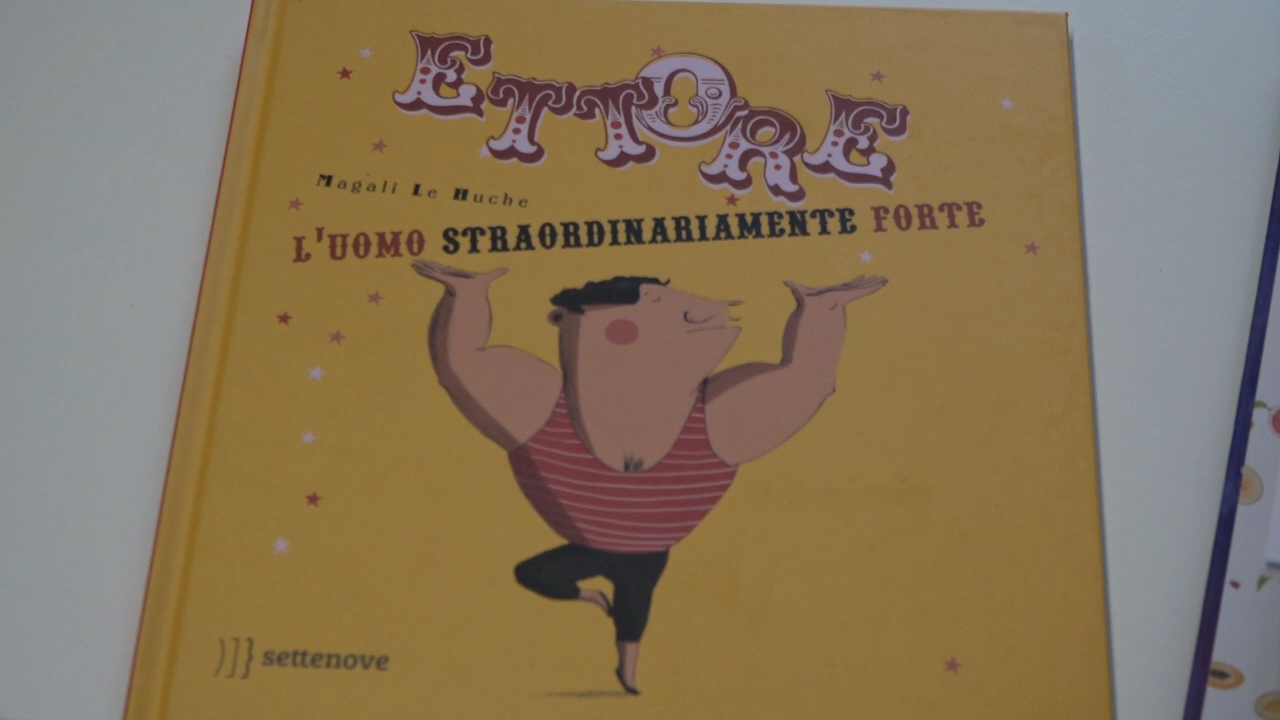 ETTORE
Magali Le Huche
L'UOMO STRAORDINARIAMENTE FORTE
)]} settenove